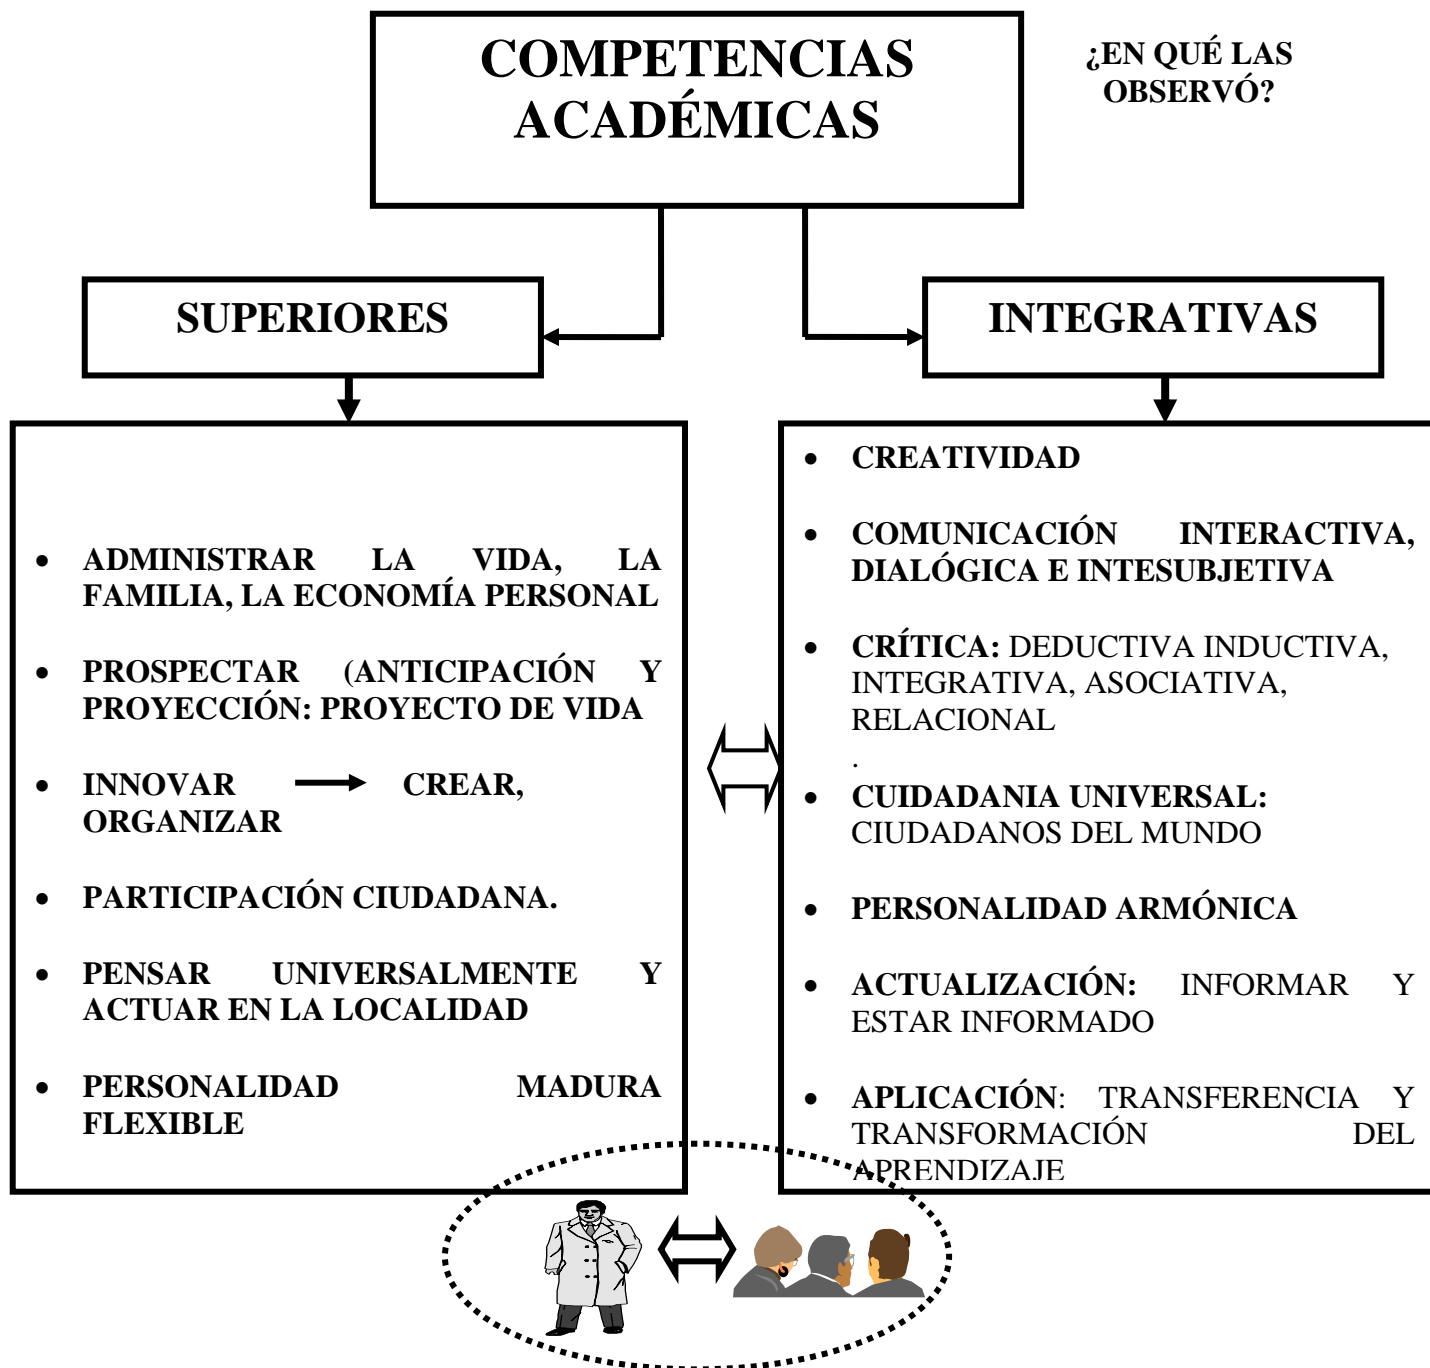 COMPETENCIAS
ACADÉMICAS
¿EN QUÉ LAS
OBSERVÓ?
SUPERIORES
INTEGRATIVAS
• ADMINISTRAR LA VIDA, LA
FAMILIA, LA ECONOMÍA PERSONAL
• PROSPECTAR (ANTICIPACIÓN Y
PROYECCIÓN: PROYECTO DE VIDA
• INNOVAR → CREAR,
ORGANIZAR
• PARTICIPACIÓN CIUDADANA.
• PENSAR UNIVERSALMENTE Y
ACTUAR EN LA LOCALIDAD
• PERSONALIDAD MADURA
FLEXIBLE
• CREATIVIDAD
• COMUNICACIÓN INTERACTIVA,
DIALÓGICA E INTESUBJETIVA
• CRÍTICA: DEDUCTIVA INDUCTIVA,
INTEGRATIVA, ASOCIATIVA,
RELACIONAL
.
• CUIDADANIA UNIVERSAL:
CIUDADANOS DEL MUNDO
• PERSONALIDAD ARMÓNICA
• ACTUALIZACIÓN: INFORMAR Y
ESTAR INFORMADO
• APLICACIÓN: TRANSFERENCIA Y
TRANSFORMACIÓN DEL
APRENDIZAJE